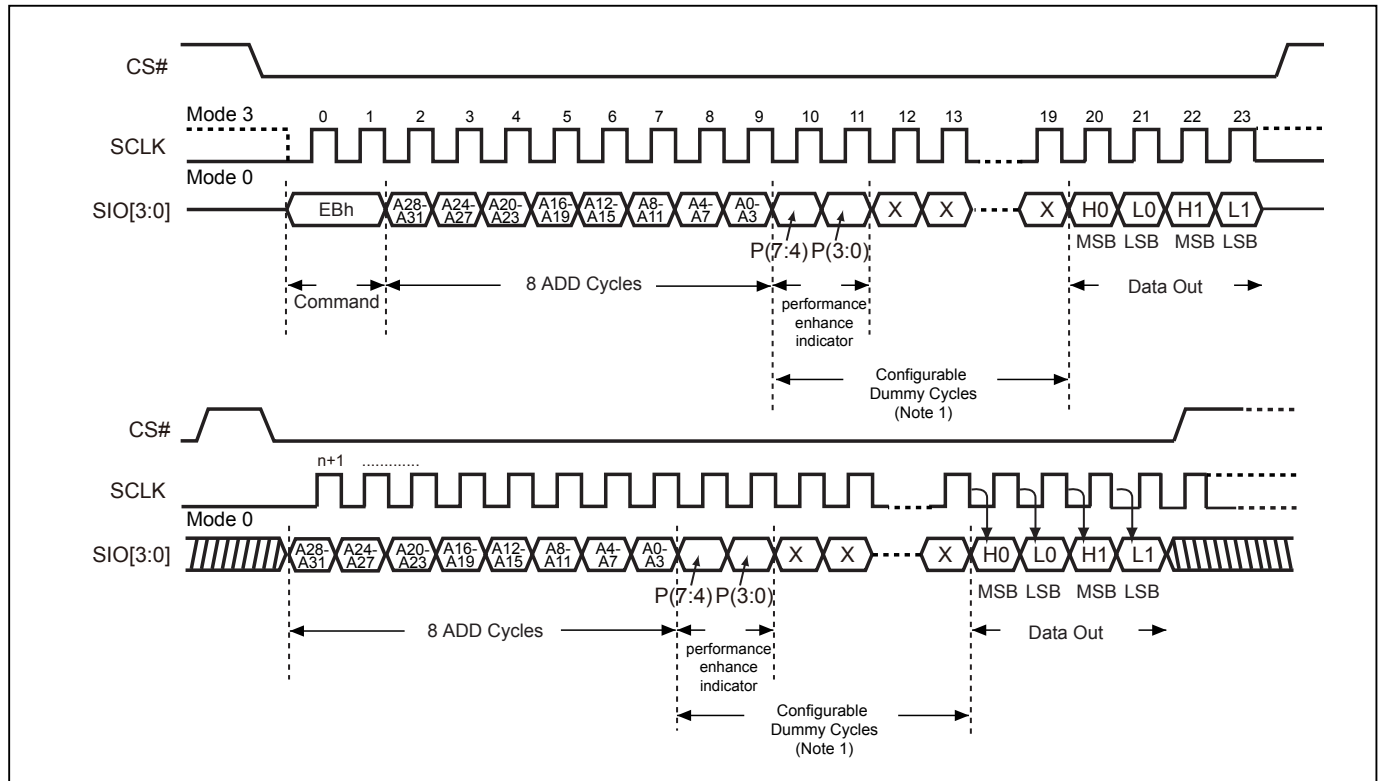 CS#
Mode 3
0 1 2 3 4 5 6 7 8 9 10 11 12 13 19 20 21 22 23
SCLK
Mode 0
SIO[3:0]
EBh A28-A31 A24-A27 A20-A23 A16-A19 A12-A15 A8-A11 A4-A7 A0-A3 X X X H0 L0 H1 L1
P(7:4) P(3:0)
MSB LSB MSB LSB
Command
8 ADD Cycles
performance
enhance
indicator
Data Out
Configurable
Dummy Cycles
(Note 1)
CS#
n+1 .............
SCLK
Mode 0
SIO[3:0]
A28-A31 A24-A27 A20-A23 A16-A19 A12-A15 A8-A11 A4-A7 A0-A3 X X X H0 L0 H1 L1
P(7:4) P(3:0)
MSB LSB MSB LSB
8 ADD Cycles
performance
enhance
indicator
Data Out
Configurable
Dummy Cycles
(Note 1)